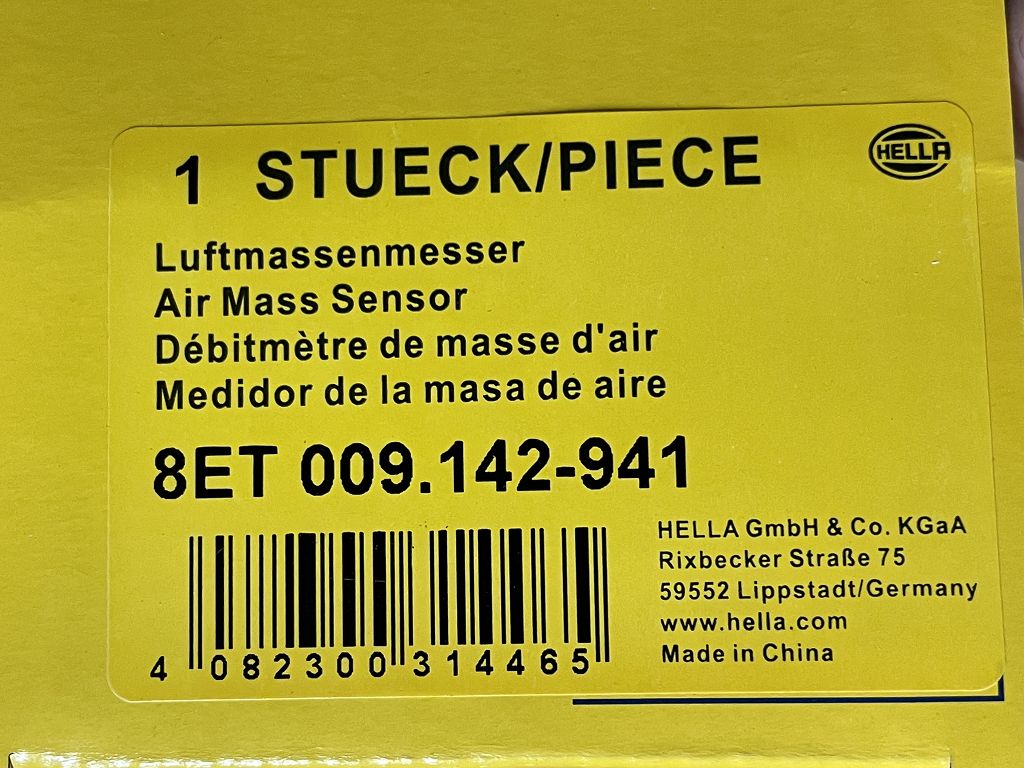 1 STUECK/PIECE
HELLA
Luftmassenmesser
Air Mass Sensor
Débitmètre de masse d'air
Medidor de la masa de aire
8ET 009.142-941
4 082300 314465
HELLA GmbH & Co. KGaA
Rixbecker Straße 75
59552 Lippstadt/Germany
www.hella.com
Made in China